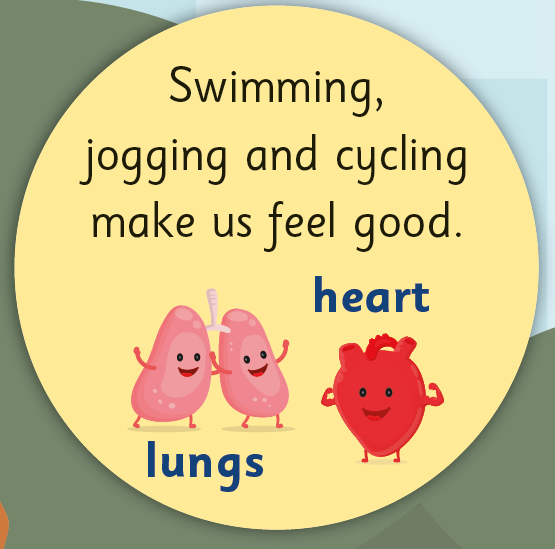 Swimming,
jogging and cycling
make us feel good.
heart
lungs